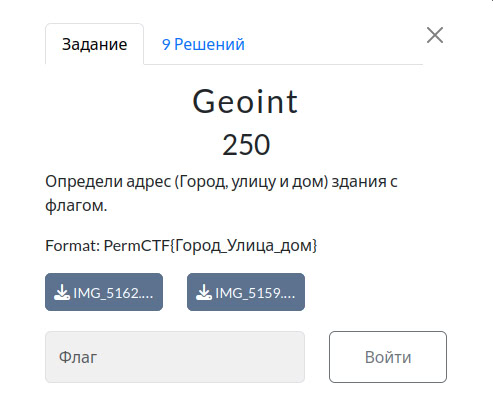 Задание
9 Решений
Geoint
250
Определи адрес (Город, улицу и дом) здания с
флагом.
Format: PermCTF{Город_Улица_дом}
IMG_5162....
IMG_5159....
Флаг
Войти